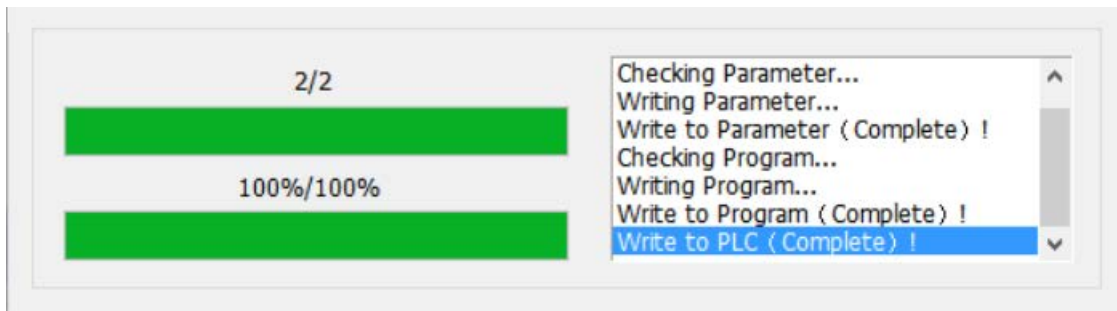 2/2
100%/100%
Checking Parameter...
Writing Parameter...
Write to Parameter (Complete) !
Checking Program...
Writing Program...
Write to Program (Complete) !
Write to PLC (Complete) !